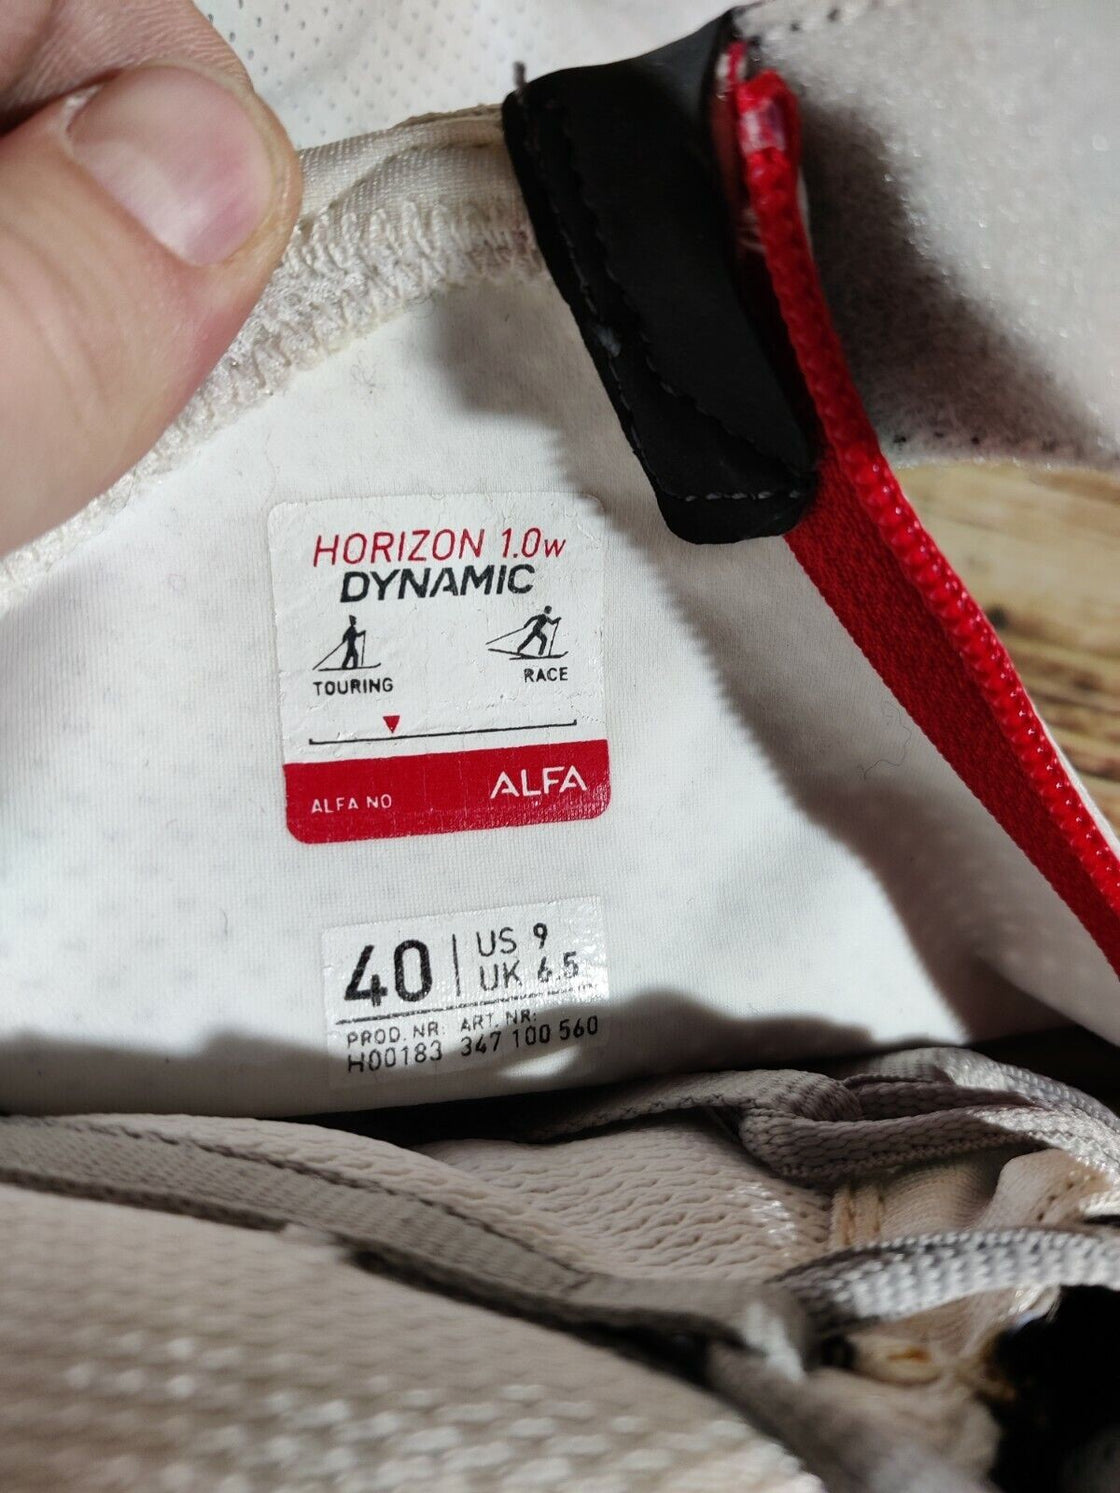 HORIZON 1.0w
DYNAMIC
TOURING RACE
ALFA NO ALFA
40 US 9
UK 6.5
PROD. NR: ART. NR:
H00183 347 100 560